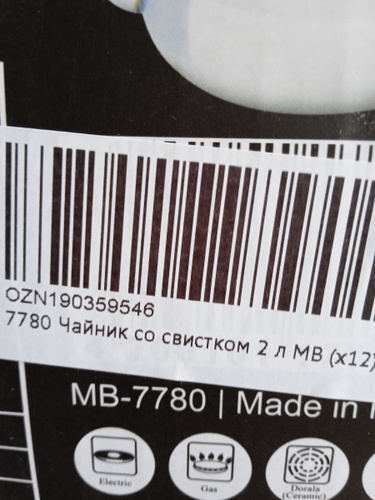 OZN190359546
7780 Чайник со свистком 2 л MB (x12)
MB-7780 | Made in
Electric
Gas
Dorala
(Ceramic)